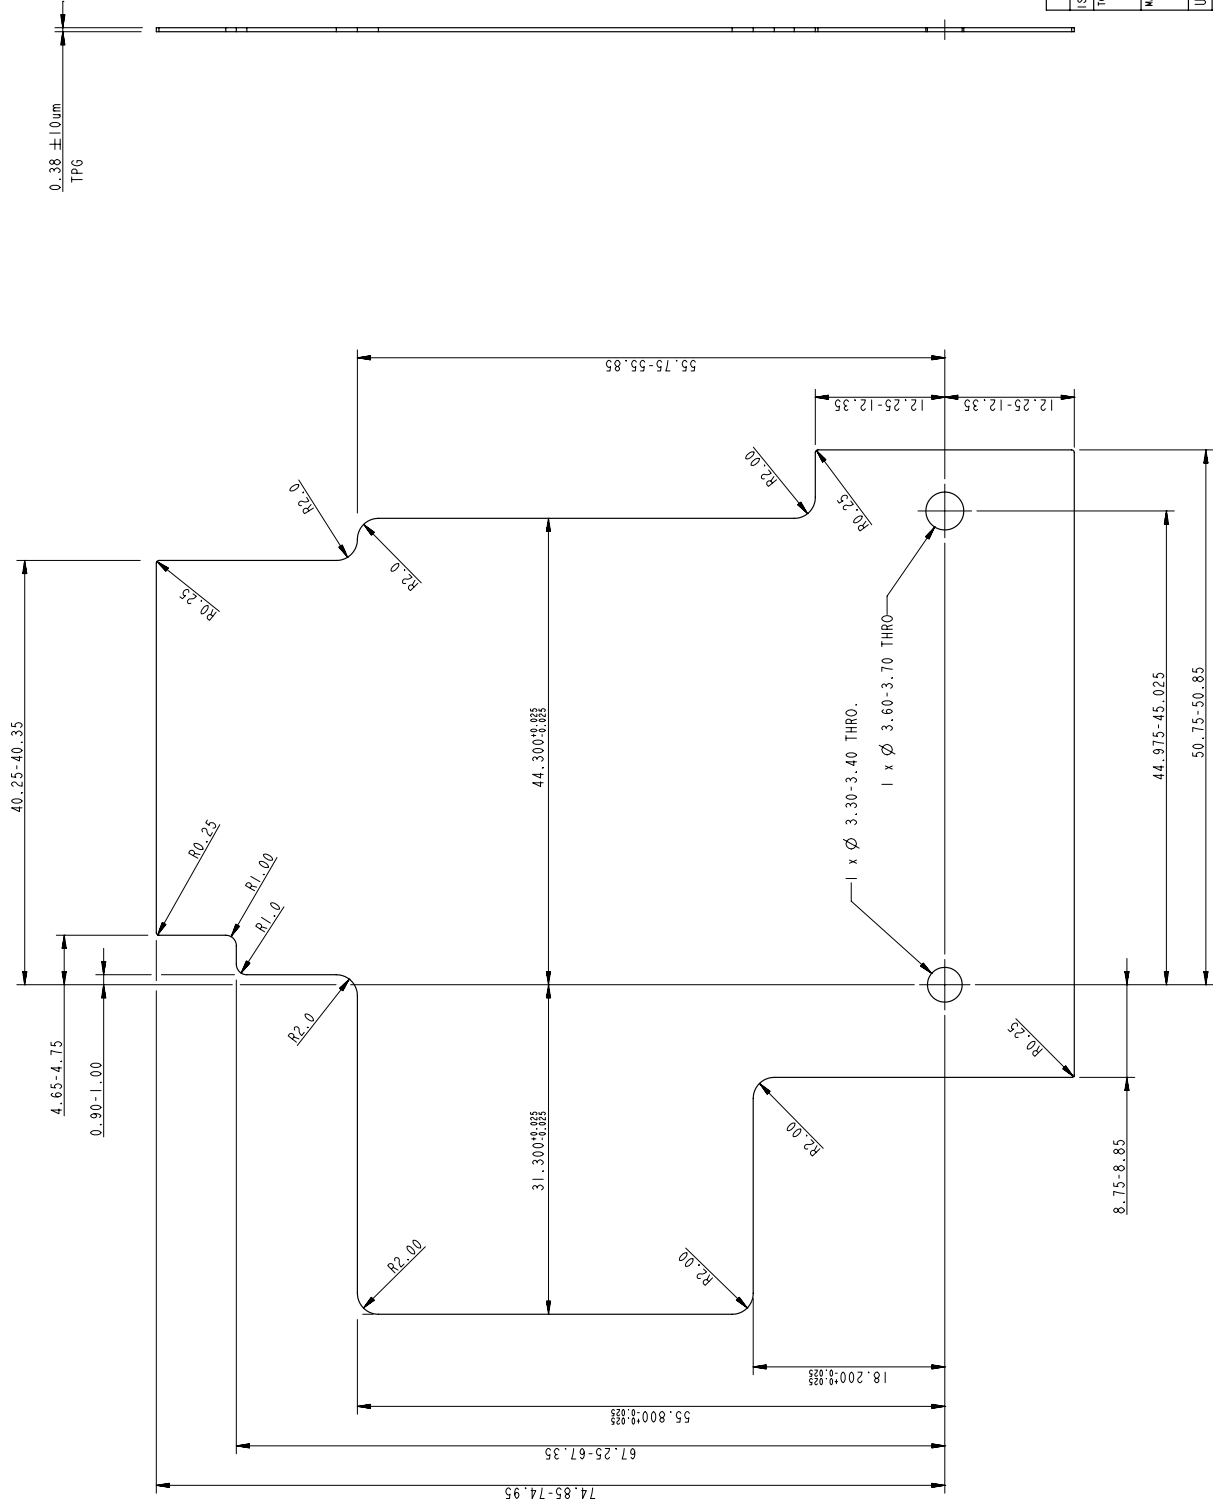 0.38 ±10um
TPG
55.75-55.85
12.25-12.35
12.25-12.35
R2.0
R2.0
R2.00
R0.25
R0.25
40.25-40.35
R0.25
R1.00
R1.0
4.65-4.75
0.90-1.00
R2.0
44.300+0.025 -0.025
1 x Ø 3.30-3.40 THRO.
1 x Ø 3.60-3.70 THRO
44.975-45.025
50.75-50.85
31.300+0.025 -0.025
R2.00
R0.25
8.75-8.85
R2.00
R2.00
18.200+0.025 -0.025
55.800+0.025 -0.025
67.25-67.35
74.85-74.95